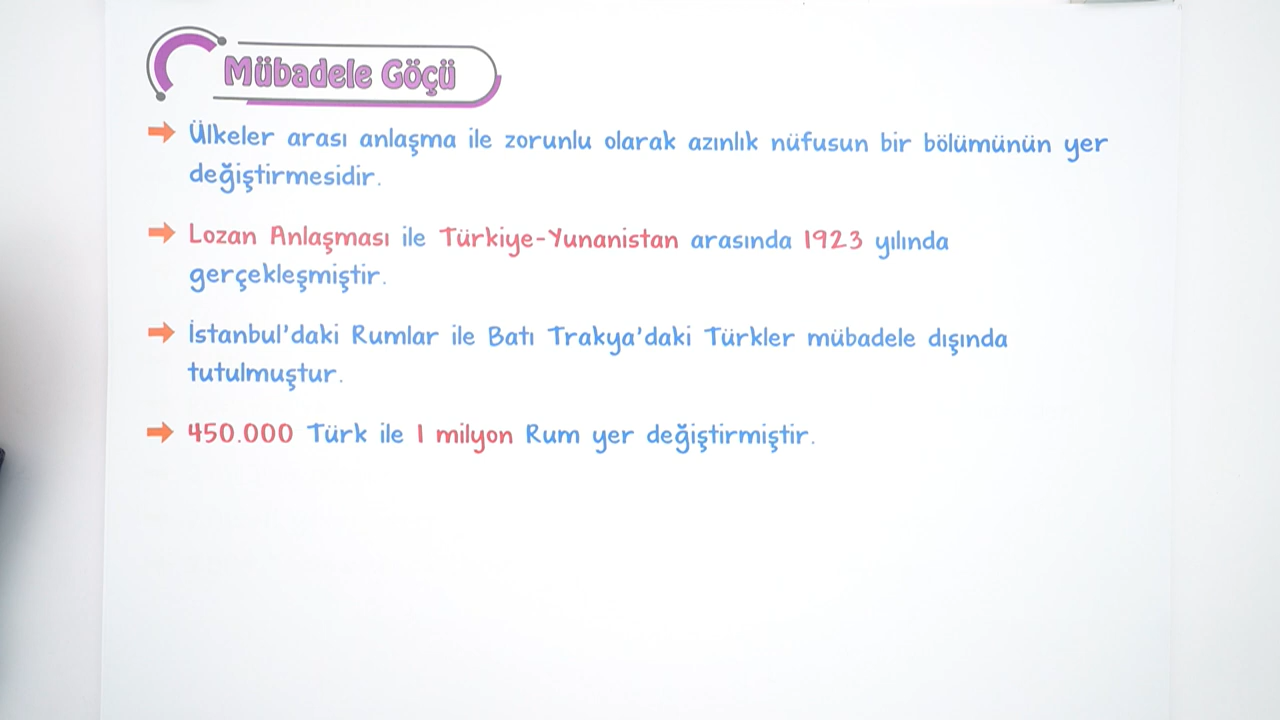 Mübadele Göçü
Ülkeler arası anlaşma ile zorunlu olarak azınlık nüfusun bir bölümünün yer
değiştirmesidir.
Lozan Anlaşması ile Türkiye-Yunanistan arasında 1923 yılında
gerçekleşmiştir.
İstanbul'daki Rumlar ile Batı Trakya'daki Türkler mübadele dışında
tutulmuştur.
450.000 Türk ile 1 milyon Rum yer değiştirmiştir.